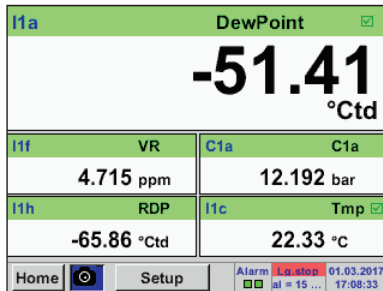 I1a DewPoint
-51.41
°Ctd
I1f VR
4.715 ppm
C1a C1a
12.192 bar
I1h RDP
-65.86 °Ctd
I1c Tmp
22.33 °C
Home
Setup
Alarm
Lg.stop
al = 15 ...
01.03.2017
17:08:33